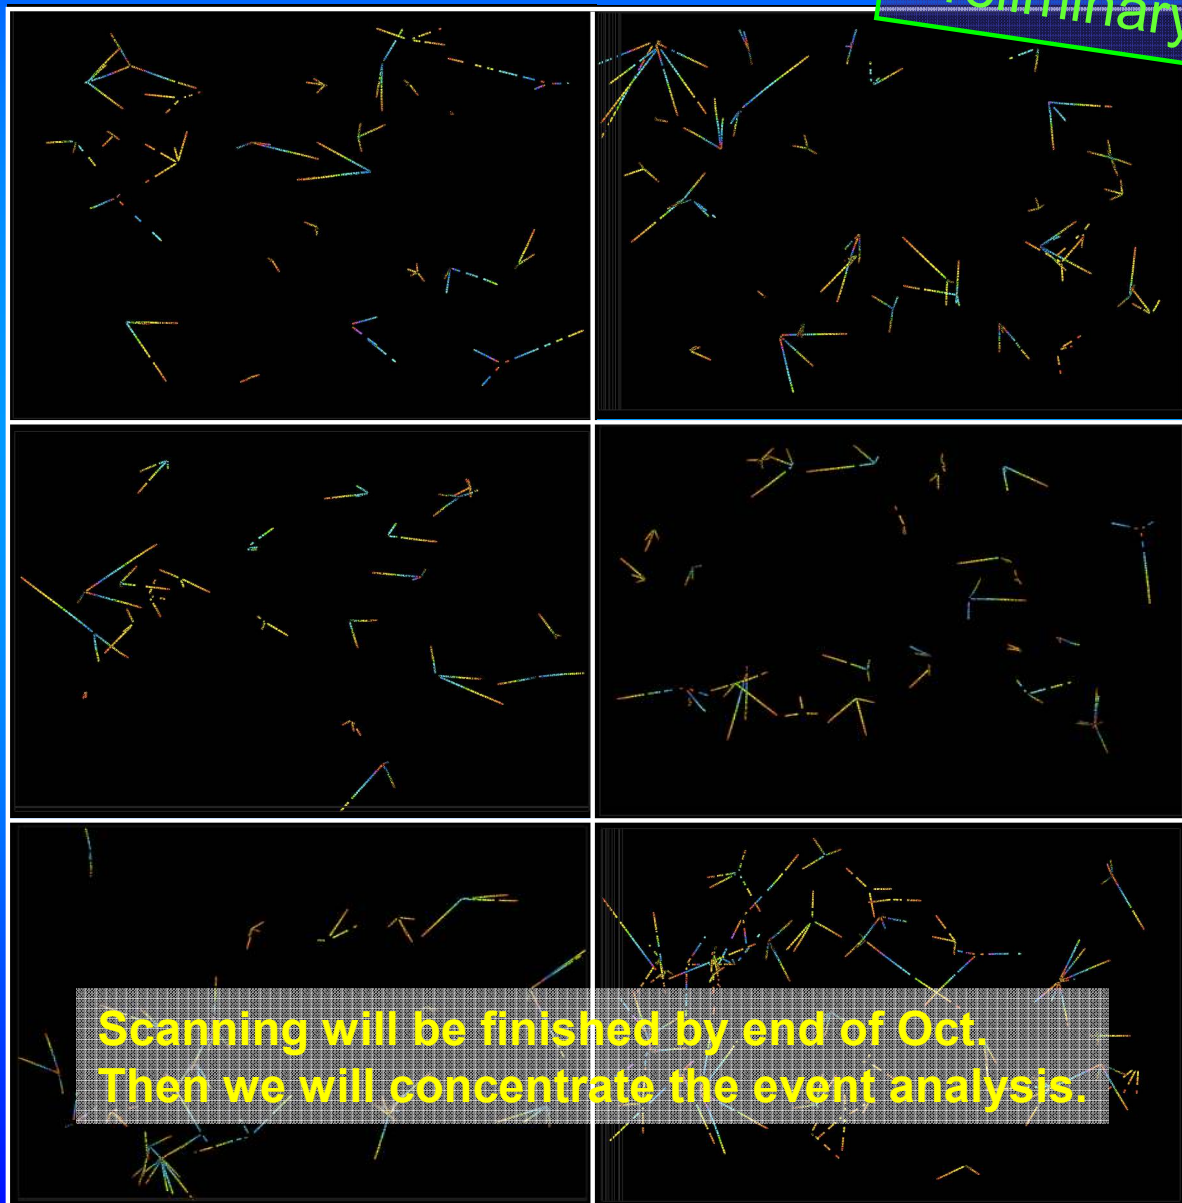 Scanning will be finished by end of Oct.
Then we will concentrate the event analysis.